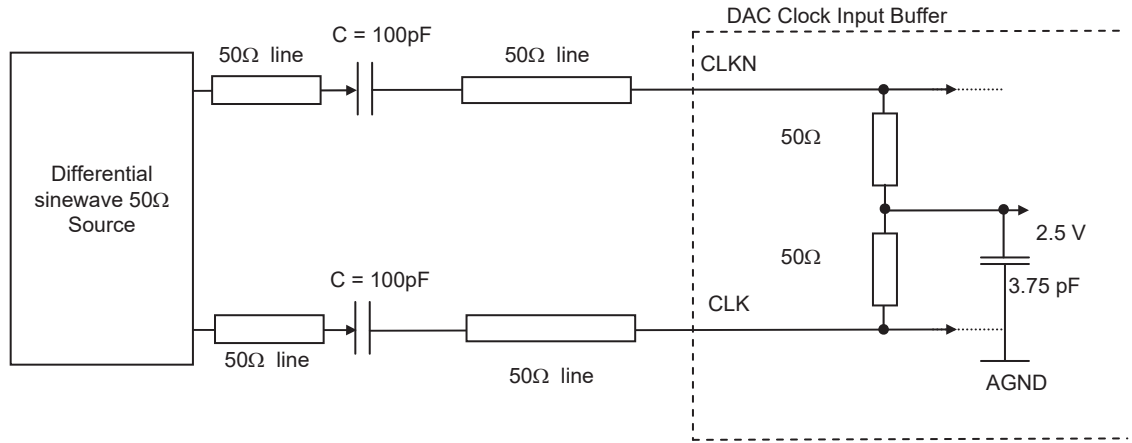 DAC Clock Input Buffer
C = 100pF
50Ω line
50Ω line
CLKN
50Ω
Differential
sinewave 50Ω
Source
2.5 V
50Ω
3.75 pF
C = 100pF
CLK
50Ω line
50Ω line
AGND